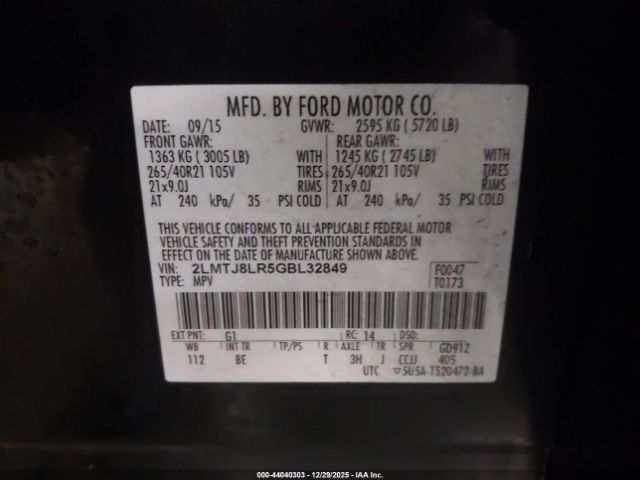 MFD. BY FORD MOTOR CO.
DATE: 09/15 GVWR: 2595 KG ( 5720 LB)
FRONT GAWR: REAR GAWR:
1363 KG ( 3005 LB) WITH 1245 KG ( 2745 LB) WITH
265/40R21 105V TIRES 265/40R21 105V TIRES
21x9.0J RIMS 21x9.0J RIMS
AT 240 kPa/ 35 PSI COLD AT 240 kPa/ 35 PSI COLD
THIS VEHICLE CONFORMS TO ALL APPLICABLE FEDERAL MOTOR
VEHICLE SAFETY AND THEFT PREVENTION STANDARDS IN
EFFECT ON THE DATE OF MANUFACTURE SHOWN ABOVE.
VIN: 2LMTJ8LR5GBL32849 F0047
TYPE: MPV T0173
EXT PNT: G1 RC: 14 DSO:
WB INT TR TP/PS R AXLE TR SPR GD91Z
112 BE T 3H J CCJJ 405
UTC ▽5U5A-1520472-BA
000-44040303 - 12/29/2025 - IAA Inc.